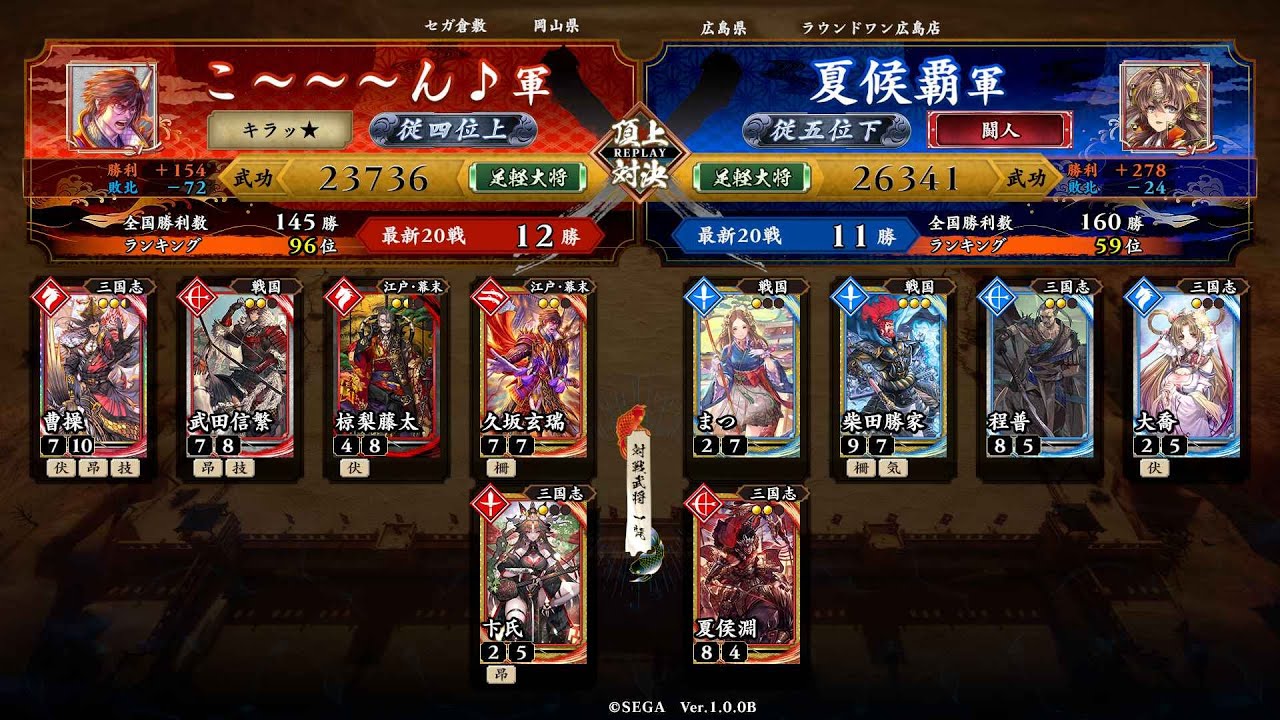 セガ倉敷 岡山県
広島県 ラウンドワン広島店
こ～～～ん♪軍
キラッ★
従四位上
勝利 +154
敗北 -72
武功 23736
足軽大将
全国勝利数 145勝
ランキング 96位
最新20戦 12勝
頂上
REPLAY
対決
夏候覇軍
従五位下
闘人
足軽大将
26341 武功
勝利 +278
敗北 -24
最新20戦 11勝
全国勝利数 160勝
ランキング 59位
三国志
曹操
7 10
伏 昂 技
戦国
武田信繁
7 8
昂 技
江戸・幕末
椋梨藤太
4 8
伏
江戸・幕末
久坂玄瑞
7 7
柵
三国志
卞氏
2 5
昂
対戦武将一覧
戦国
まつ
2 7
戦国
柴田勝家
9 7
柵 気
三国志
程普
8 5
三国志
大喬
2 5
伏
三国志
夏侯淵
8 4
©SEGA Ver.1.0.0B